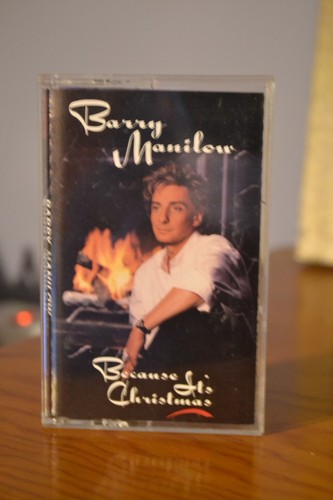 Barry
Manilow
BARRY MANILOW
Because It's
Christmas